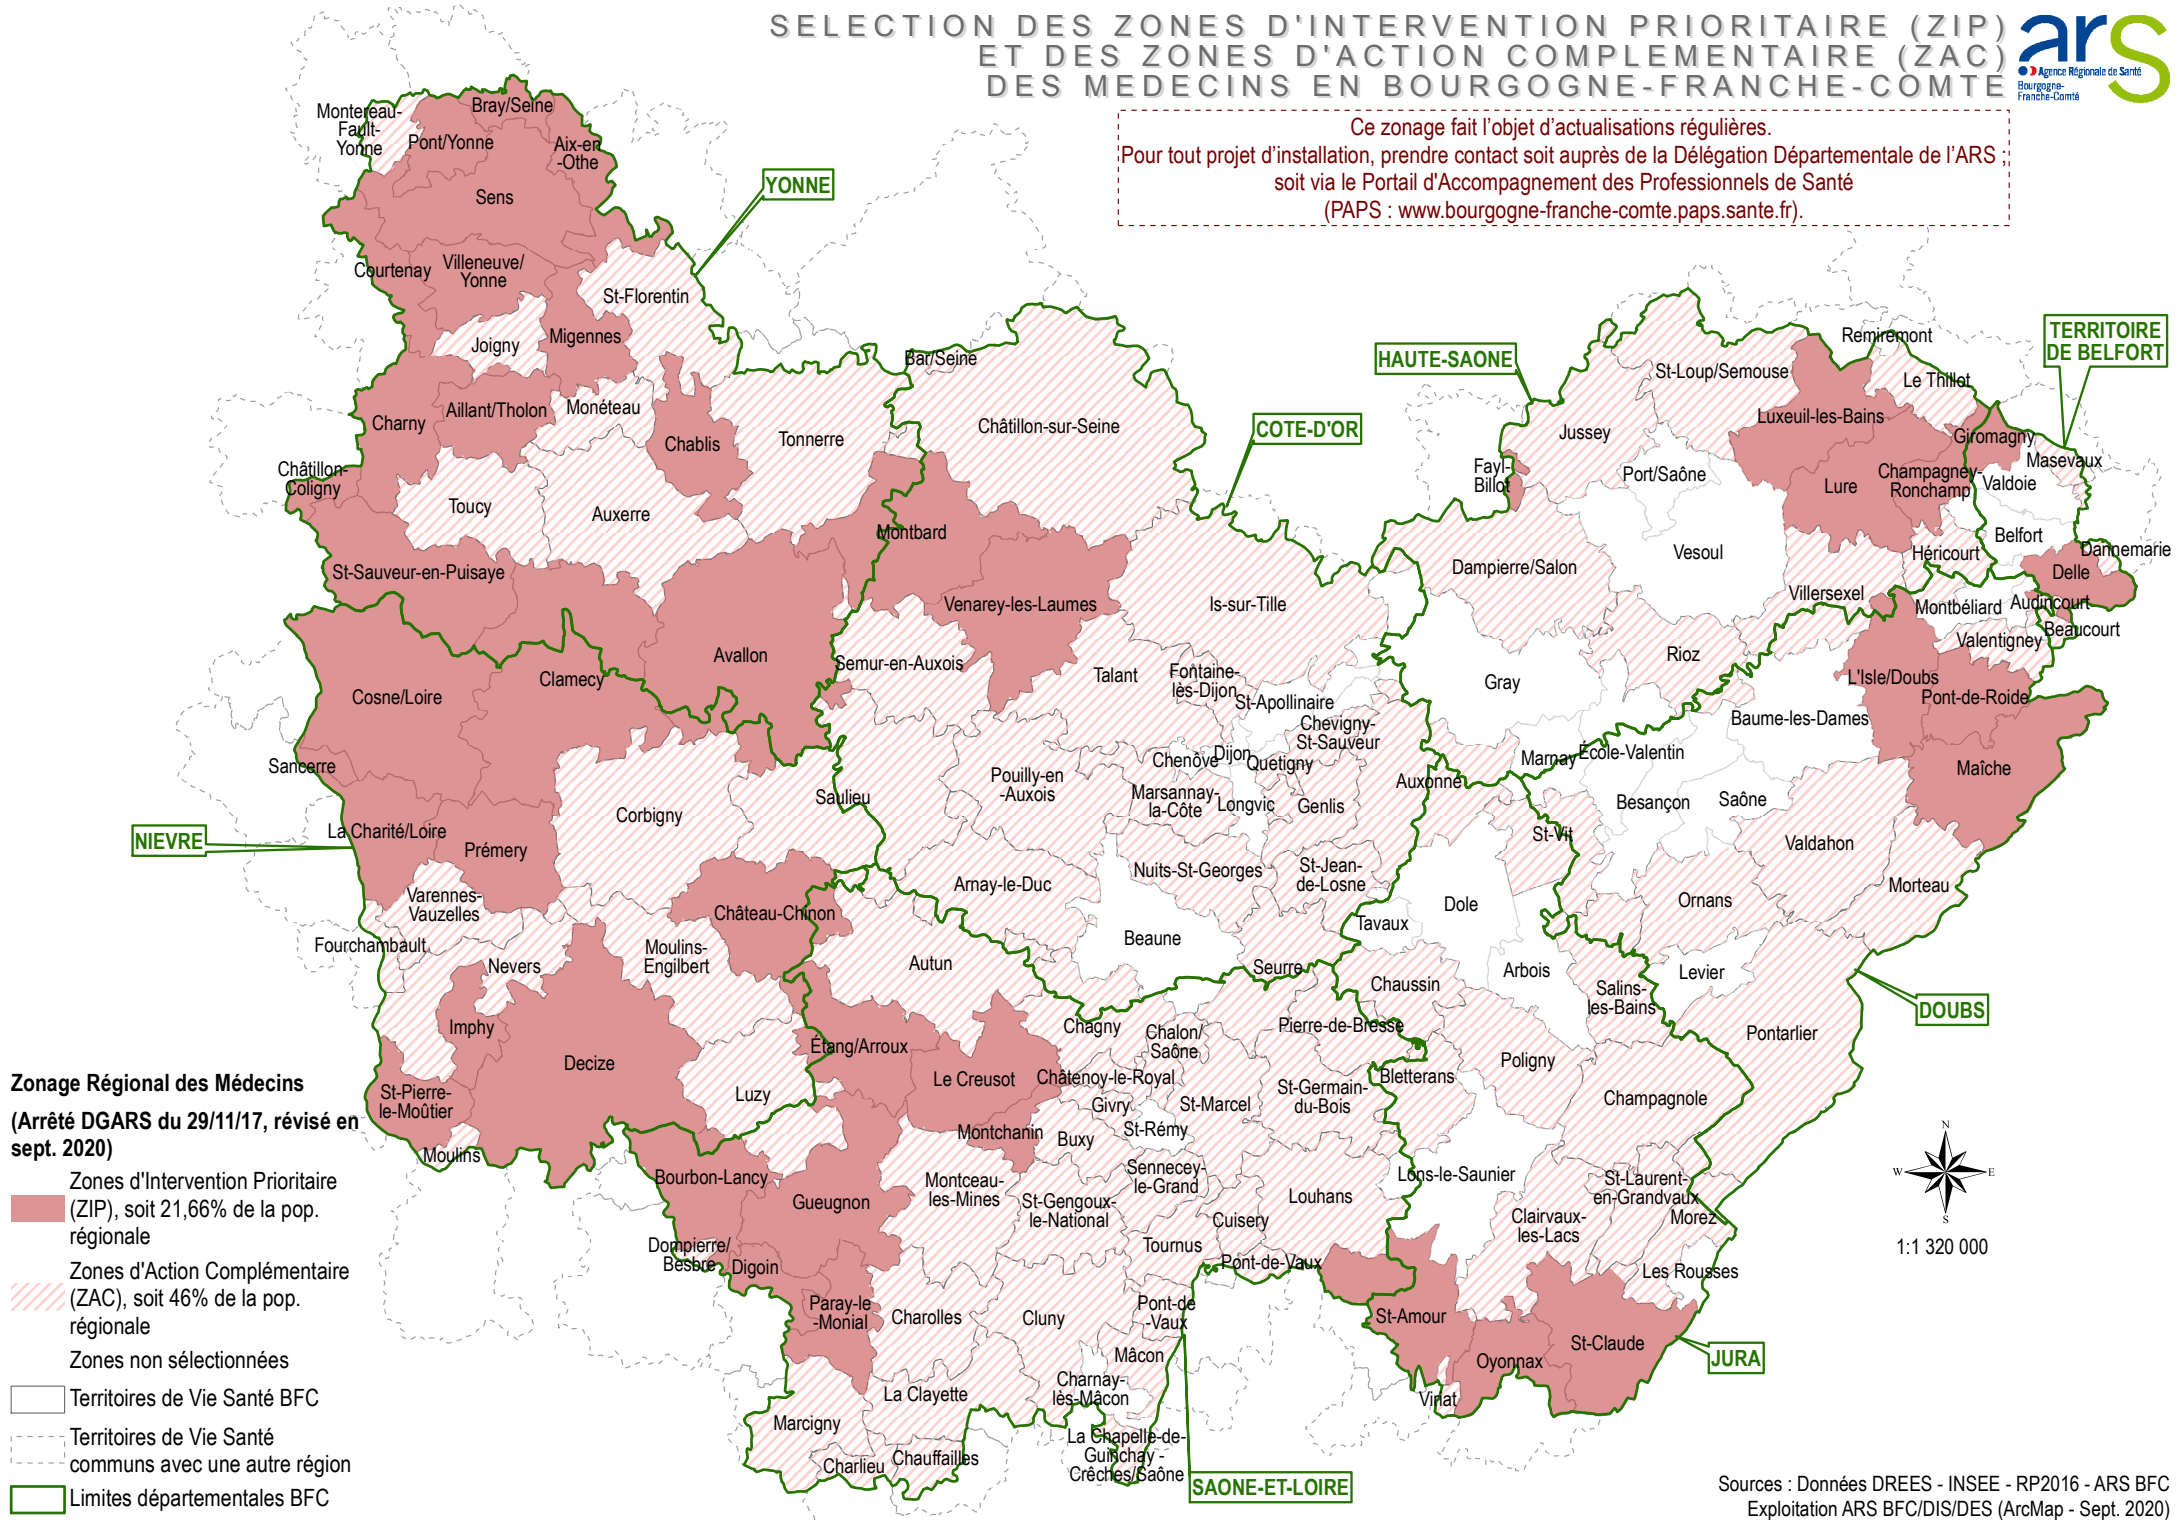 SELECTION DES ZONES D'INTERVENTION PRIORITAIRE (ZIP)
ET DES ZONES D'ACTION COMPLEMENTAIRE (ZAC)
DES MEDECINS EN BOURGOGNE-FRANCHE-COMTE
ars
Agence Régionale de Santé
Bourgogne-
Franche-Comté
Ce zonage fait l'objet d'actualisations régulières.
Pour tout projet d'installation, prendre contact soit auprès de la Délégation Départementale de l'ARS ;
soit via le Portail d'Accompagnement des Professionnels de Santé
(PAPS : www.bourgogne-franche-comte.paps.sante.fr).
Montereau-
Fault-
Yonne
Bray/Seine
Pont/Yonne
Aix-en
-Othe
Sens
YONNE
Courtenay
Villeneuve/
Yonne
St-Florentin
Joigny
Migennes
Charny
Aillant/Tholon
Monéteau
Chablis
Tonnerre
Châtillon-
Coligny
Toucy
Auxerre
St-Sauveur-en-Puisaye
Avallon
Bar/Seine
Châtillon-sur-Seine
COTE-D'OR
Montbard
Venarey-les-Laumes
Is-sur-Tille
Semur-en-Auxois
Talant
Fontaine-
lès-Dijon
St-Apollinaire
Chevigny-
St-Sauveur
Chenôve
Dijon
Quetigny
Pouilly-en
-Auxois
Marsannay-
la-Côte
Longvic
Genlis
Auxonne
Saulieu
Arnay-le-Duc
Nuits-St-Georges
St-Jean-
de-Losne
Beaune
Seurre
HAUTE-SAONE
TERRITOIRE
DE BELFORT
Remiremont
Le Thillot
St-Loup/Semouse
Luxeuil-les-Bains
Jussey
Giromagny
Masevaux
Fayl-
Billot
Port/Saône
Lure
Champagney-
Ronchamp
Valdoie
Vesoul
Belfort
Dannemarie
Héricourt
Delle
Dampierre/Salon
Villersexel
Montbéliard
Audincourt
Beaucourt
Valentigney
Rioz
Gray
L'Isle/Doubs
Pont-de-Roide
Baume-les-Dames
Marnay
École-Valentin
Maîche
Besançon
Saône
St-Vit
Valdahon
Morteau
Ornans
Levier
Pontarlier
DOUBS
Dole
Tavaux
Arbois
Salins-
les-Bains
Chaussin
Poligny
Bletterans
Champagnole
Lons-le-Saunier
St-Laurent-
en-Grandvaux
Morez
Clairvaux-
les-Lacs
Les Rousses
St-Amour
St-Claude
Oyonnax
Viriat
JURA
Cosne/Loire
Clamecy
Sancerre
NIEVRE
La Charité/Loire
Prémery
Corbigny
Varennes-
Vauzelles
Château-Chinon
Fourchambault
Nevers
Moulins-
Engilbert
Imphy
Decize
St-Pierre-
le-Moûtier
Luzy
Moulins
Autun
Étang/Arroux
Le Creusot
Chagny
Chalon/
Saône
Pierre-de-Bresse
Châtenoy-le-Royal
Givry
St-Marcel
St-Germain-
du-Bois
Montchanin
Buxy
St-Rémy
Bourbon-Lancy
Gueugnon
Montceau-
les-Mines
St-Gengoux-
le-National
Sennecey-
le-Grand
Louhans
Cuisery
Tournus
Dompierre/
Besbre
Digoin
Pont-de-Vaux
Paray-le
-Monial
Charolles
Cluny
Pont-de
-Vaux
Mâcon
Charnay-
lès-Mâcon
La Clayette
Marcigny
Charlieu
Chauffailles
La Chapelle-de-
Guinchay -
Crêches/Saône
SAONE-ET-LOIRE
Zonage Régional des Médecins
(Arrêté DGARS du 29/11/17, révisé en
sept. 2020)
Zones d'Intervention Prioritaire
(ZIP), soit 21,66% de la pop.
régionale
Zones d'Action Complémentaire
(ZAC), soit 46% de la pop.
régionale
Zones non sélectionnées
Territoires de Vie Santé BFC
Territoires de Vie Santé
communs avec une autre région
Limites départementales BFC
N
W
E
S
1:1 320 000
Sources : Données DREES - INSEE - RP2016 - ARS BFC
Exploitation ARS BFC/DIS/DES (ArcMap - Sept. 2020)